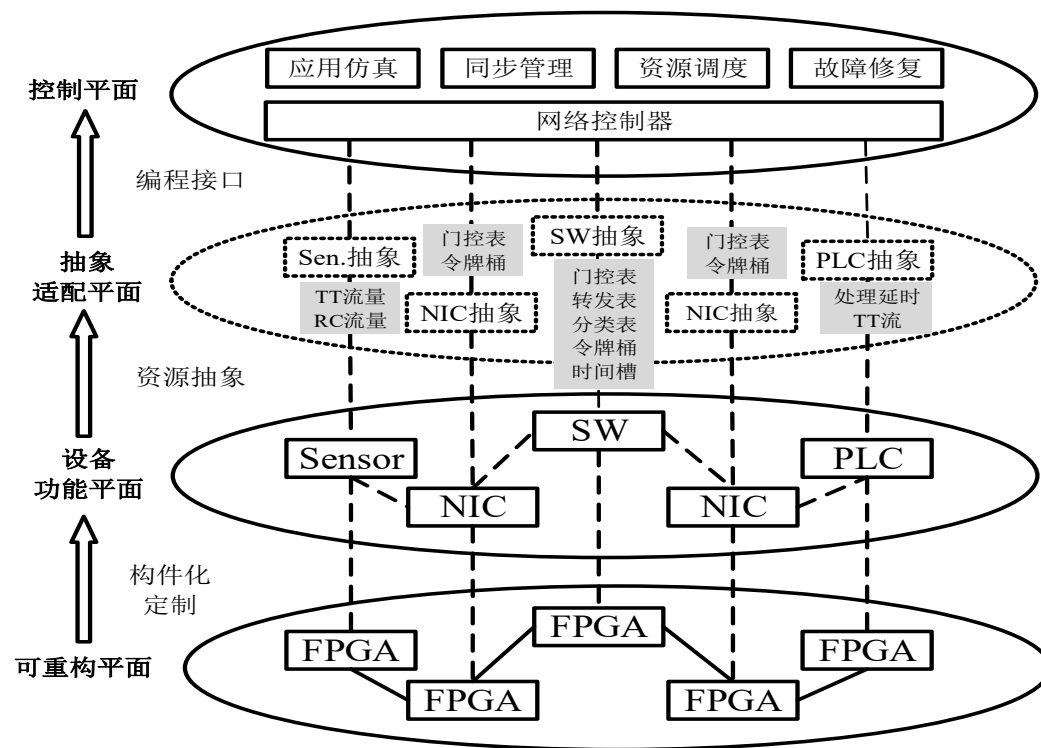 应用仿真
同步管理
资源调度
故障修复
控制平面
网络控制器
编程接口
SW抽象
门控表
令牌桶
门控表
令牌桶
Sen.抽象
PLC抽象
抽象
适配平面
TT流量
RC流量
NIC抽象
门控表
转发表
分类表
令牌桶
时间槽
NIC抽象
处理延时
TT流
资源抽象
SW
设备
功能平面
Sensor
PLC
NIC
NIC
构件化
定制
FPGA
FPGA
FPGA
可重构平面
FPGA
FPGA